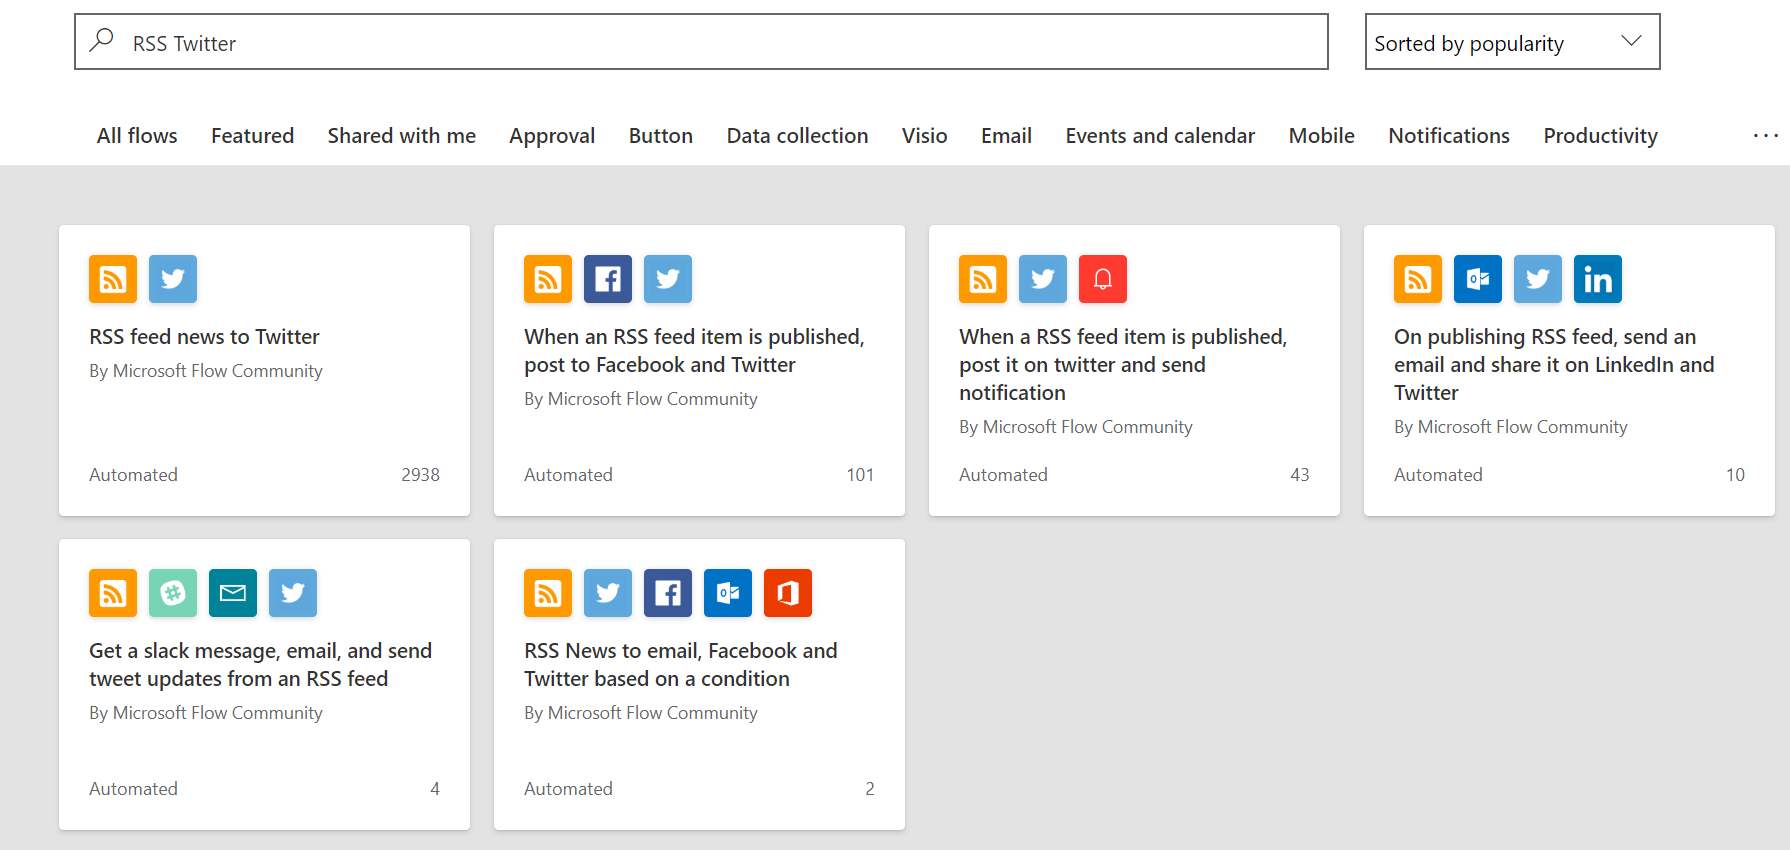 RSS Twitter
Sorted by popularity
All flows Featured Shared with me Approval Button Data collection Visio Email Events and calendar Mobile Notifications Productivity ...
RSS feed news to Twitter
By Microsoft Flow Community
Automated 2938
When an RSS feed item is published,
post to Facebook and Twitter
By Microsoft Flow Community
Automated 101
When a RSS feed item is published,
post it on twitter and send
notification
By Microsoft Flow Community
Automated 43
On publishing RSS feed, send an
email and share it on LinkedIn and
Twitter
By Microsoft Flow Community
Automated 10
Get a slack message, email, and send
tweet updates from an RSS feed
By Microsoft Flow Community
Automated 4
RSS News to email, Facebook and
Twitter based on a condition
By Microsoft Flow Community
Automated 2